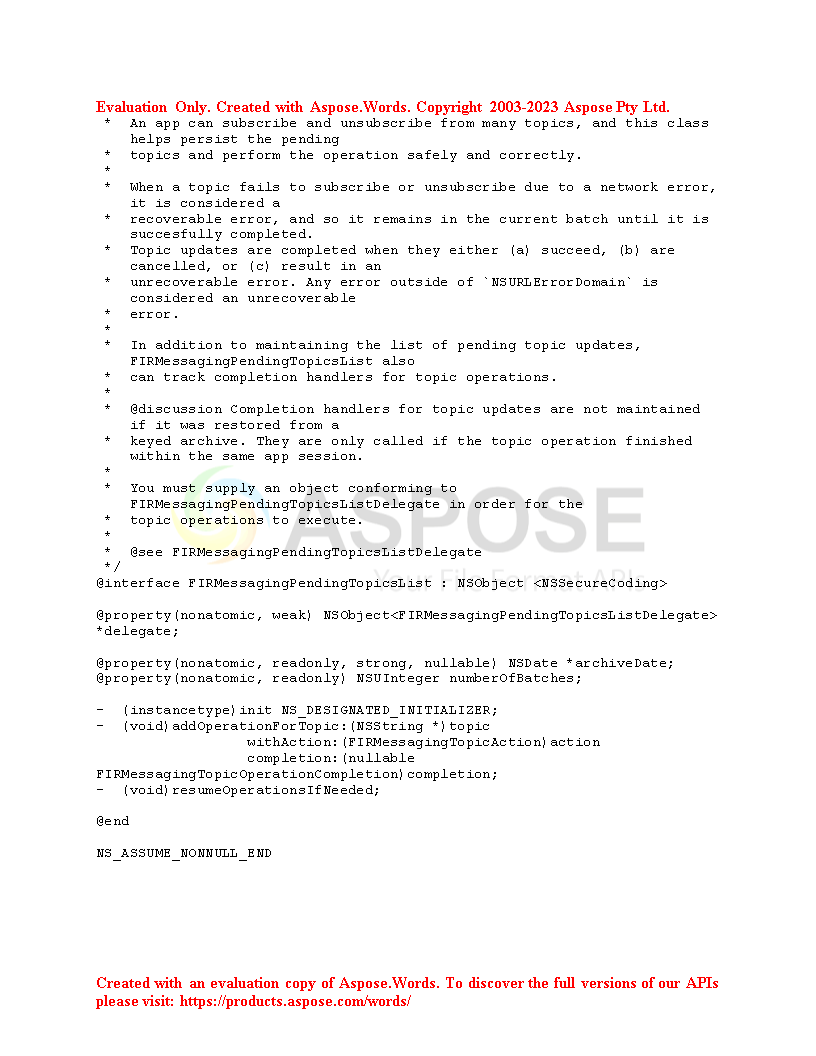 Evaluation Only. Created with Aspose.Words. Copyright 2003-2023 Aspose Pty Ltd.
* An app can subscribe and unsubscribe from many topics, and this class
helps persist the pending
* topics and perform the operation safely and correctly.
*
* When a topic fails to subscribe or unsubscribe due to a network error,
it is considered a
* recoverable error, and so it remains in the current batch until it is
succesfully completed.
* Topic updates are completed when they either (a) succeed, (b) are
cancelled, or (c) result in an
* unrecoverable error. Any error outside of `NSURLErrorDomain` is
considered an unrecoverable
* error.
*
* In addition to maintaining the list of pending topic updates,
FIRMessagingPendingTopicsList also
* can track completion handlers for topic operations.
*
* @discussion Completion handlers for topic updates are not maintained
if it was restored from a
* keyed archive. They are only called if the topic operation finished
within the same app session.
*
* You must supply an object conforming to
FIRMessagingPendingTopicsListDelegate in order for the
* topic operations to execute.
*
* @see FIRMessagingPendingTopicsListDelegate
*/
ASPOSE
Your File Format APIs
@interface FIRMessagingPendingTopicsList : NSObject <NSSecureCoding>
@property(nonatomic, weak) NSObject<FIRMessagingPendingTopicsListDelegate>
*delegate;
@property(nonatomic, readonly, strong, nullable) NSDate *archiveDate;
@property(nonatomic, readonly) NSUInteger numberOfBatches;
- (instancetype)init NS_DESIGNATED_INITIALIZER;
- (void)addOperationForTopic:(NSString *)topic
withAction:(FIRMessagingTopicAction)action
completion:(nullable
FIRMessagingTopicOperationCompletion)completion;
- (void)resumeOperationsIfNeeded;
@end
NS_ASSUME_NONNULL_END
Created with an evaluation copy of Aspose.Words. To discover the full versions of our APIs
please visit: https://products.aspose.com/words/